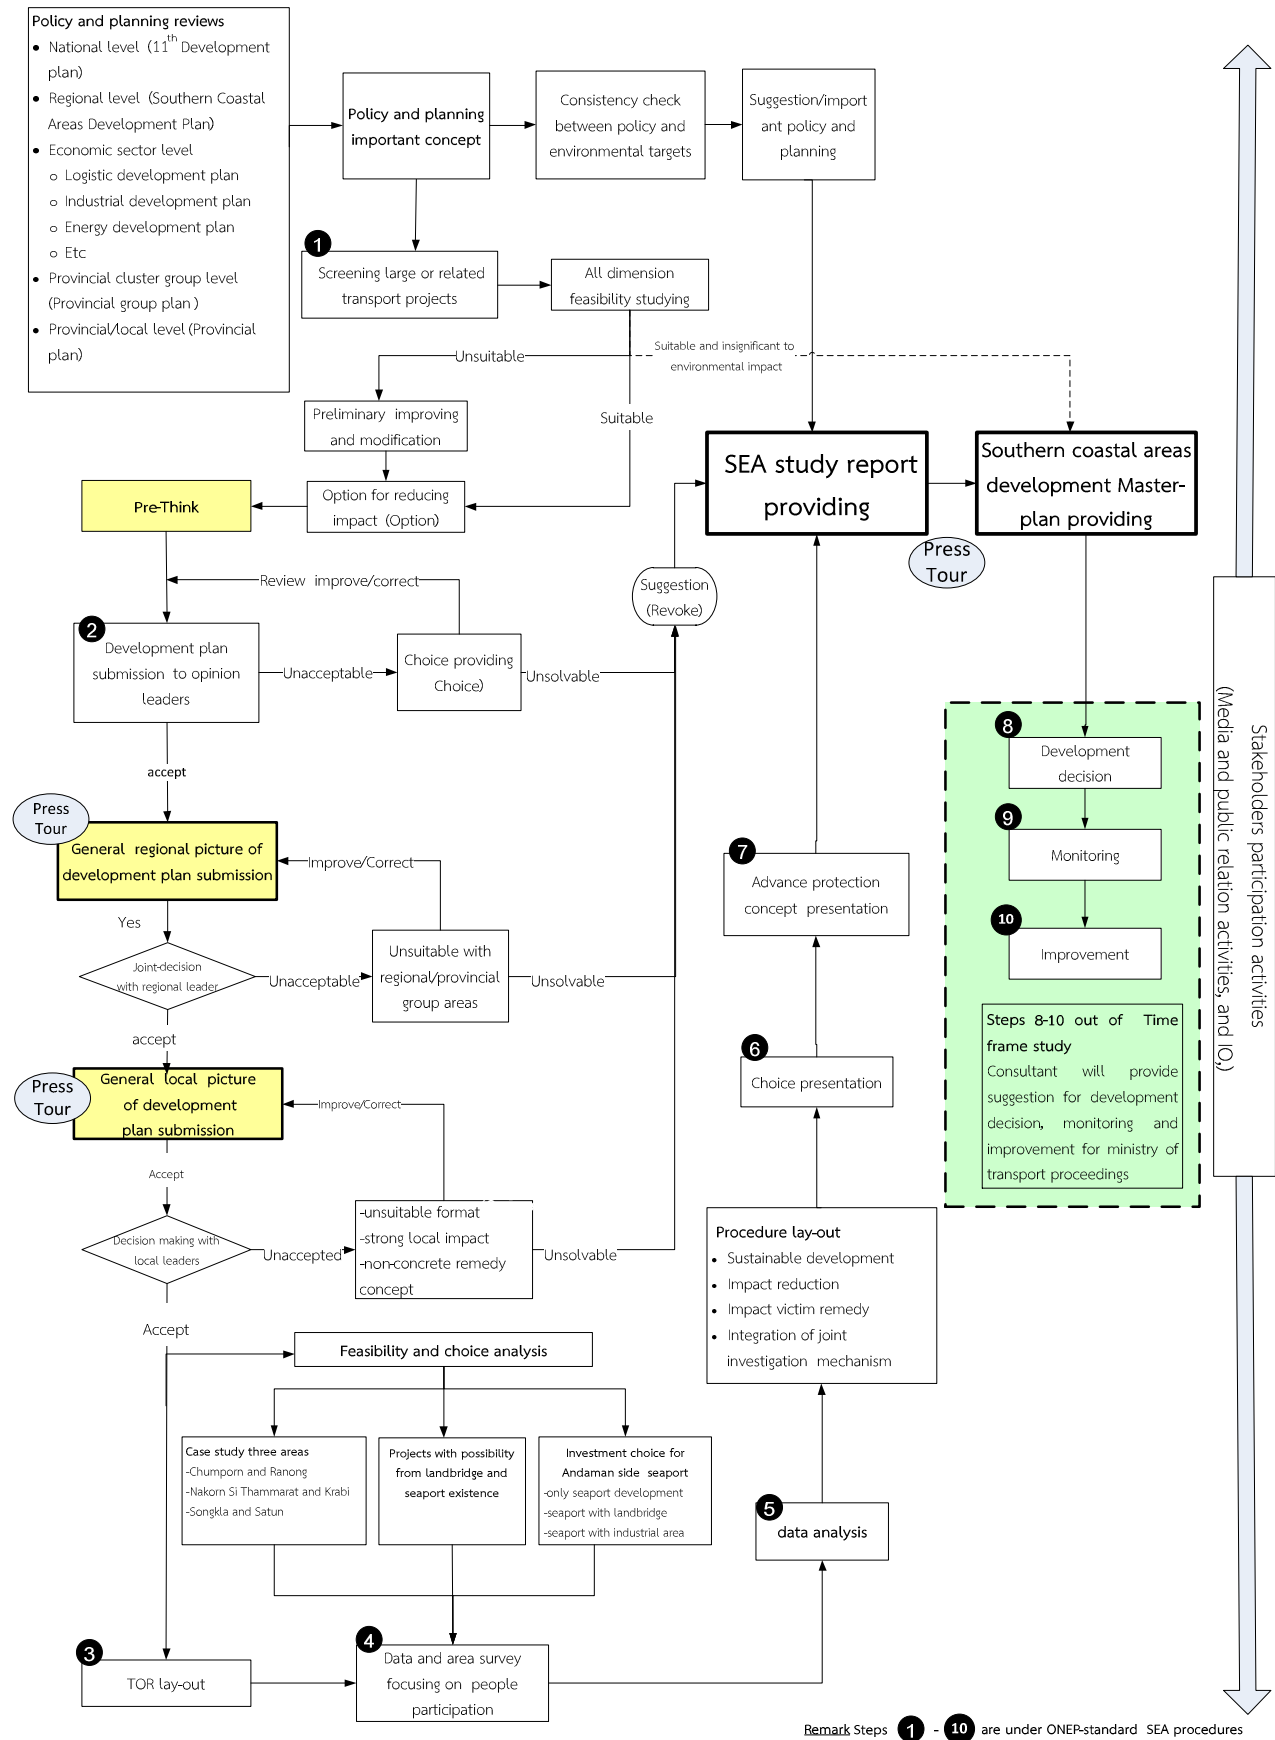 Policy and planning reviews
• National level (11th Development
plan)
• Regional level (Southern Coastal
Areas Development Plan)
• Economic sector level
o Logistic development plan
o Industrial development plan
o Energy development plan
o Etc
• Provincial cluster group level
(Provincial group plan )
• Provincial/local level (Provincial
plan)
Policy and planning
important concept
Consistency check
between policy and
environmental targets
Suggestion/import
ant policy and
planning
1
Screening large or related
transport projects
All dimension
feasibility studying
Unsuitable
Suitable and insignificant to
environmental impact
Suitable
Preliminary improving
and modification
Option for reducing
impact (Option)
Pre-Think
SEA study report
providing
Southern coastal areas
development Master-
plan providing
Press
Tour
Review improve/correct
Suggestion
(Revoke)
2
Development plan
submission to opinion
leaders
Unacceptable
Choice providing
Choice)
Unsolvable
accept
Press
Tour
General regional picture of
development plan submission
Improve/Correct
Yes
Joint-decision
with regional leader
Unacceptable
Unsuitable with
regional/provincial
group areas
Unsolvable
accept
Press
Tour
General local picture
of development
plan submission
Improve/Correct
Accept
Decision making with
local leaders
Unaccepted
-unsuitable format
-strong local impact
-non-concrete remedy
concept
Unsolvable
Accept
Feasibility and choice analysis
Case study three areas
-Chumporn and Ranong
-Nakorn Si Thammarat and Krabi
-Songkla and Satun
Projects with possibility
from landbridge and
seaport existence
Investment choice for
Andaman side seaport
-only seaport development
-seaport with landbridge
-seaport with industrial area
3
TOR lay-out
4
Data and area survey
focusing on people
participation
5
data analysis
Procedure lay-out
• Sustainable development
• Impact reduction
• Impact victim remedy
• Integration of joint
investigation mechanism
6
Choice presentation
7
Advance protection
concept presentation
8
Development
decision
9
Monitoring
10
Improvement
Steps 8-10 out of Time
frame study
Consultant will provide
suggestion for development
decision, monitoring and
improvement for ministry of
transport proceedings
Stakeholders participation activities
(Media and public relation activities, and IO,)
Remark Steps 1 - 10 are under ONEP-standard SEA procedures